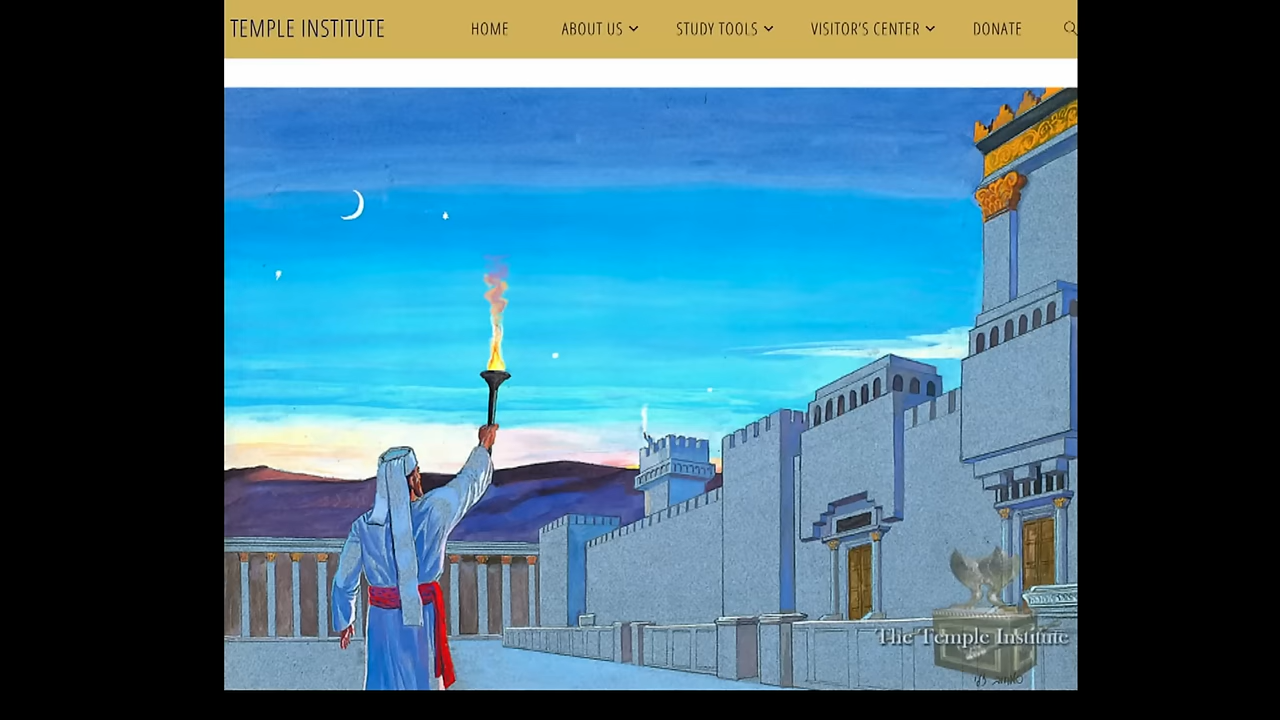 TEMPLE INSTITUTE
HOME
ABOUT US
STUDY TOOLS
VISITOR'S CENTER
DONATE
The Temple Institute